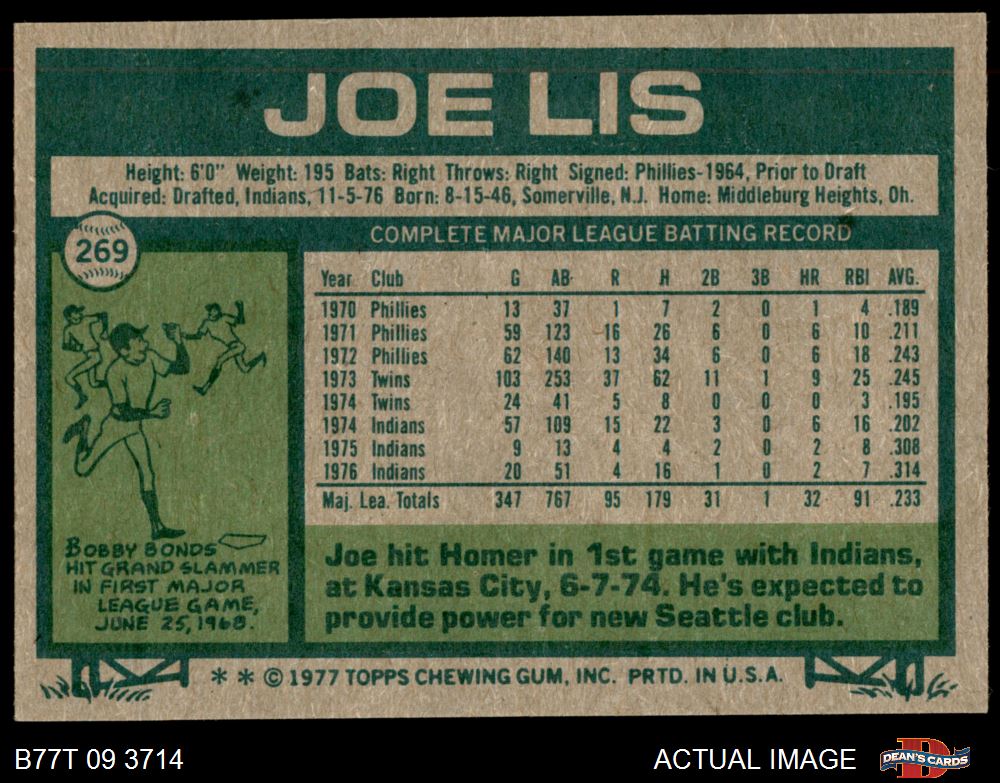 JOE LIS
Height: 6'0" Weight: 195 Bats: Right Throws: Right Signed: Phillies-1964, Prior to Draft
Acquired: Drafted, Indians, 11-5-76 Born: 8-15-46, Somerville, N.J. Home: Middleburg Heights, Oh.
269
COMPLETE MAJOR LEAGUE BATTING RECORD
Year Club G AB R H 2B 3B HR RBI AVG.
1970 Phillies 13 37 1 7 2 0 1 4 .189
1971 Phillies 59 123 16 26 6 0 6 10 .211
1972 Phillies 62 140 13 34 6 0 6 18 .243
1973 Twins 103 253 37 62 11 1 9 25 .245
1974 Twins 24 41 5 8 0 0 0 3 .195
1974 Indians 57 109 15 22 3 0 6 16 .202
1975 Indians 9 13 4 4 2 0 2 8 .308
1976 Indians 20 51 4 16 1 0 2 7 .314
Maj. Lea. Totals 347 767 95 179 31 1 32 91 .233
BOBBY BONDS
HIT GRAND SLAMMER
IN FIRST MAJOR
LEAGUE GAME,
JUNE 25, 1968.
Joe hit Homer in 1st game with Indians,
at Kansas City, 6-7-74. He's expected to
provide power for new Seattle club.
* * © 1977 TOPPS CHEWING GUM, INC. PRTD. IN U.S.A.
B77T 09 3714 ACTUAL IMAGE DEAN'S CARDS